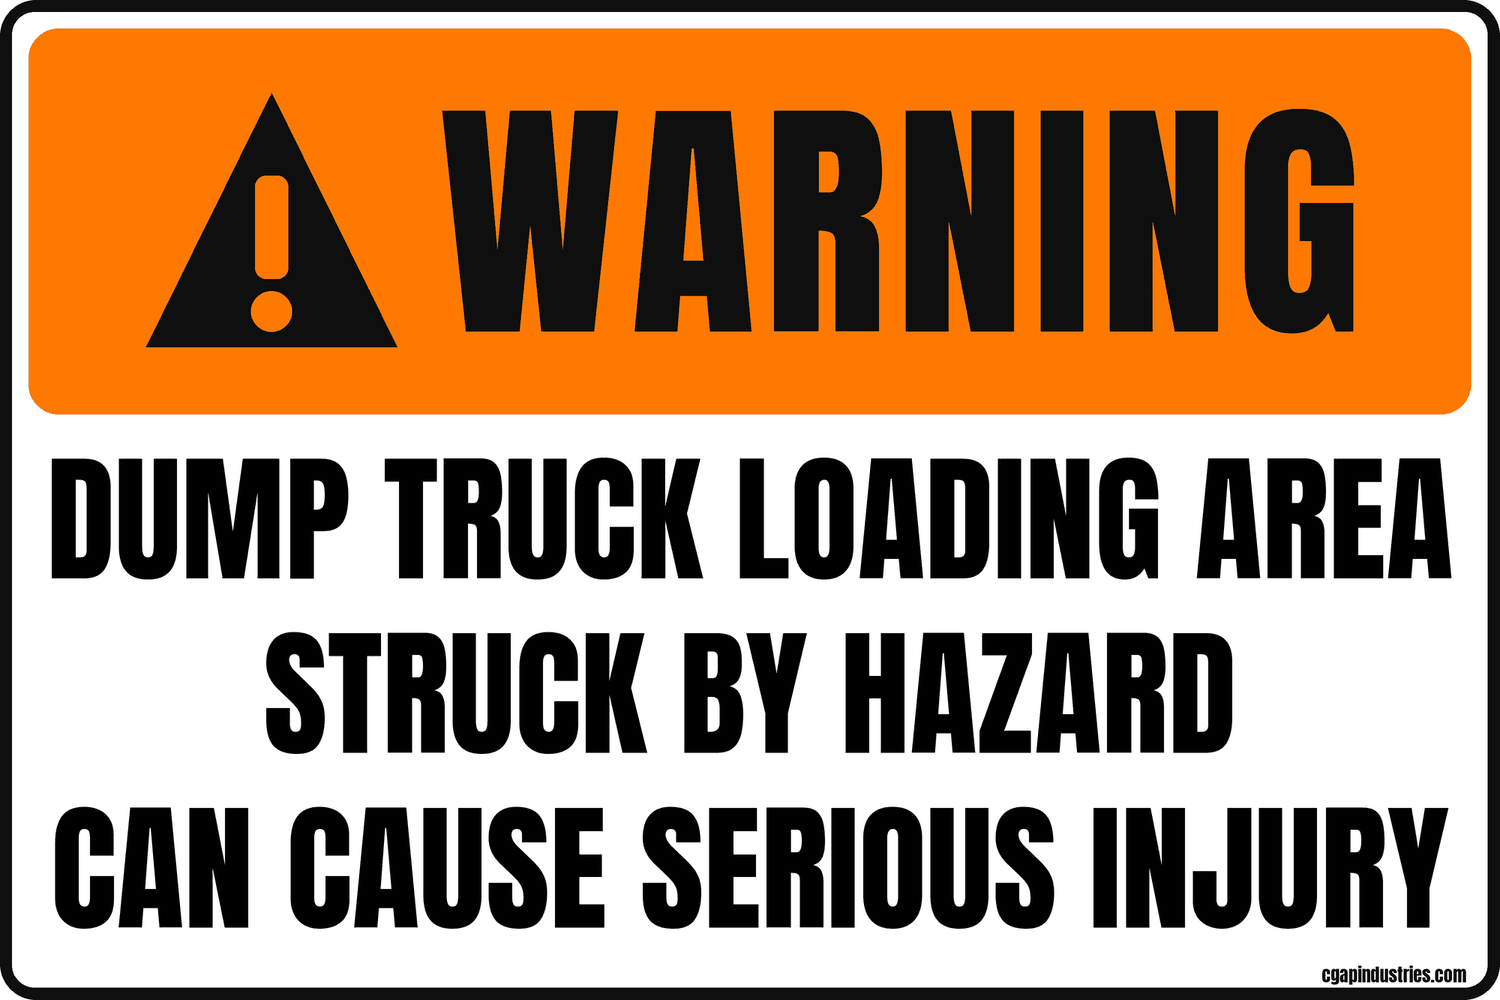 WARNING
DUMP TRUCK LOADING AREA
STRUCK BY HAZARD
CAN CAUSE SERIOUS INJURY
cgapindustries.com